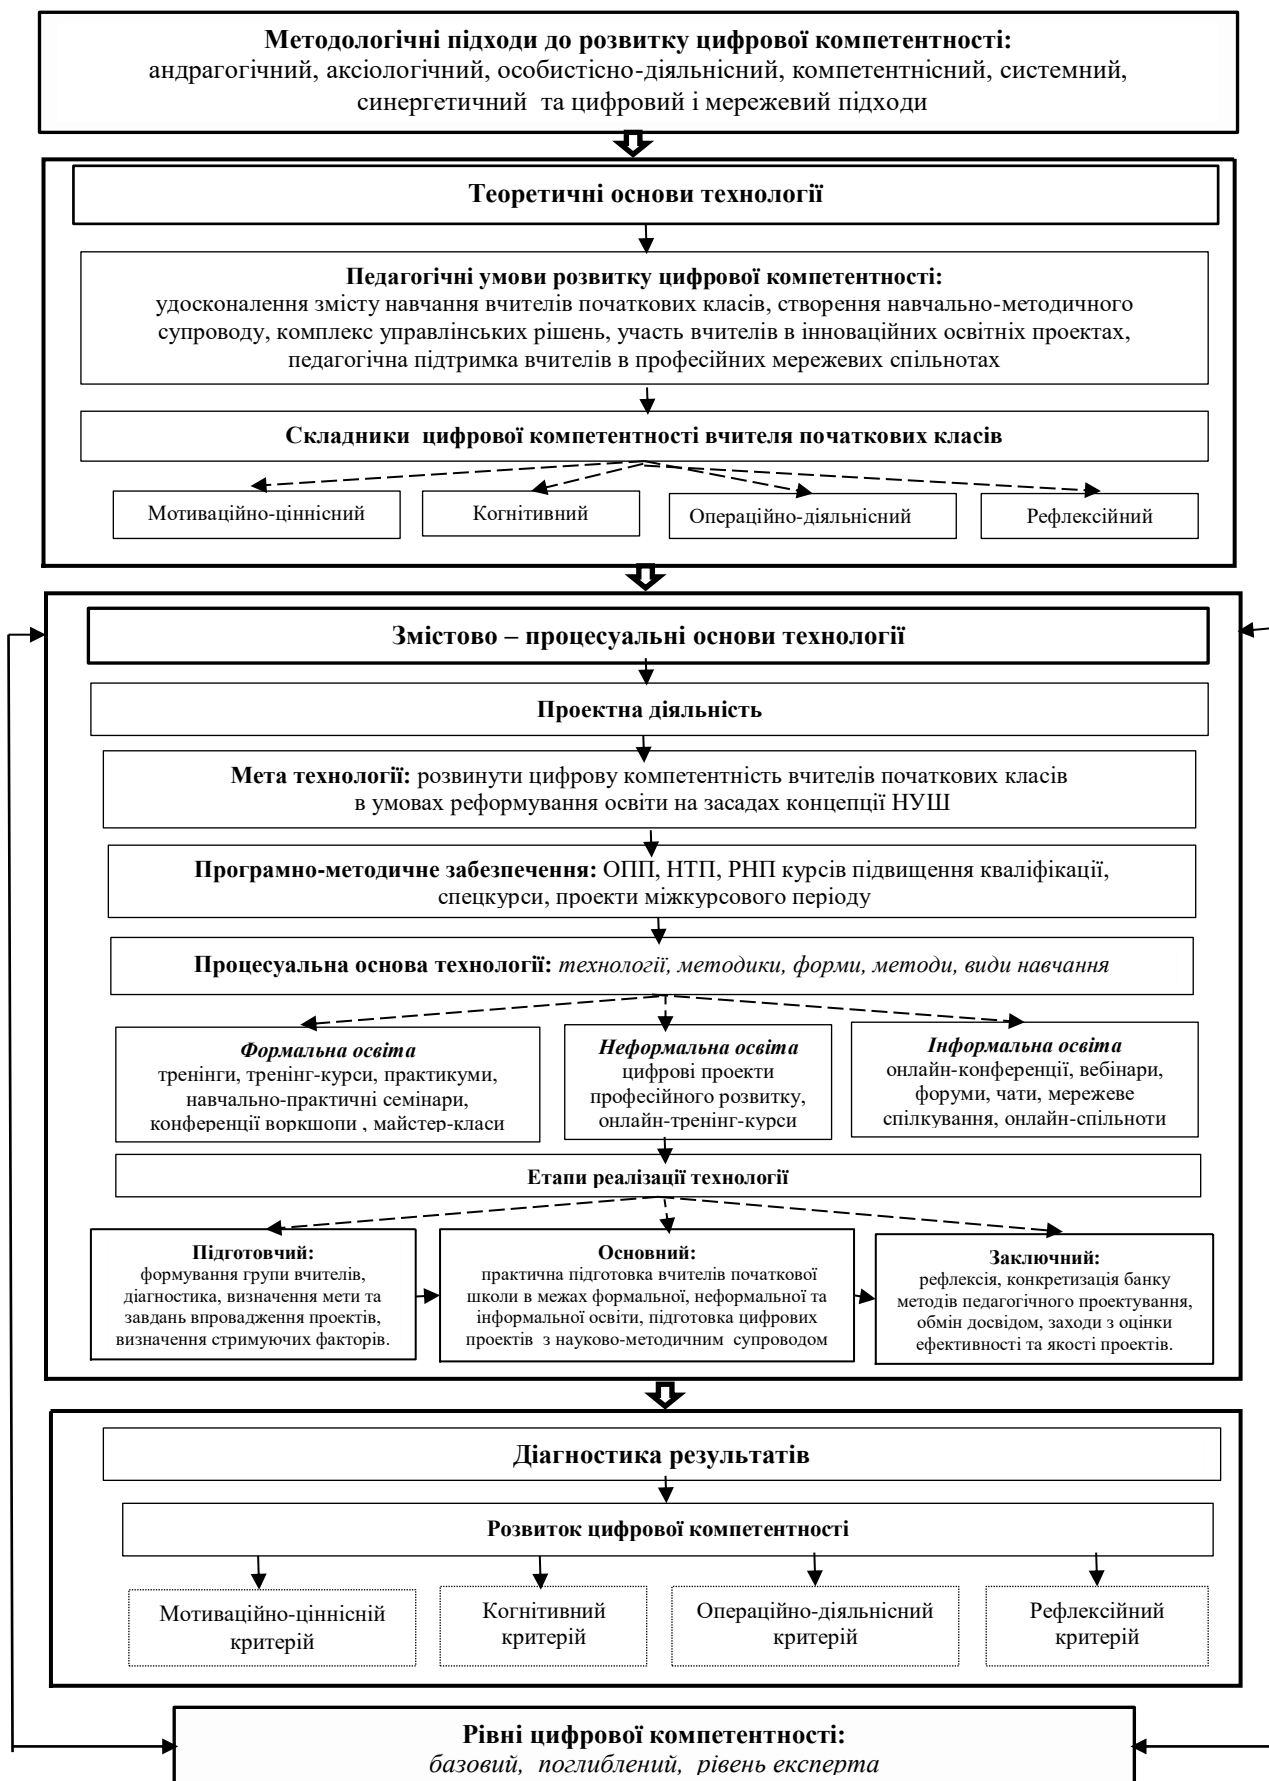 Методологічні підходи до розвитку цифрової компетентності:
андрагогічний, аксіологічний, особистісно-діяльнісний, компетентнісний, системний,
синергетичний та цифровий і мережевий підходи
Теоретичні основи технології
Педагогічні умови розвитку цифрової компетентності:
удосконалення змісту навчання вчителів початкових класів, створення навчально-методичного
супроводу, комплекс управлінських рішень, участь вчителів в інноваційних освітніх проектах,
педагогічна підтримка вчителів в професійних мережевих спільнотах
Складники цифрової компетентності вчителя початкових класів
Мотиваційно-ціннісний
Когнітивний
Операційно-діяльнісний
Рефлексійний
Змістово – процесуальні основи технології
Проектна діяльність
Мета технології: розвинути цифрову компетентність вчителів початкових класів
в умовах реформування освіти на засадах концепції НУШ
Програмно-методичне забезпечення: ОПП, НТП, РНП курсів підвищення кваліфікації,
спецкурси, проекти міжкурсового періоду
Процесуальна основа технології: технології, методики, форми, методи, види навчання
Формальна освіта
тренінги, тренінг-курси, практикуми,
навчально-практичні семінари,
конференції воркшопи , майстер-класи
Неформальна освіта
цифрові проекти
професійного розвитку,
онлайн-тренінг-курси
Інформальна освіта
онлайн-конференції, вебінари,
форуми, чати, мережеве
спілкування, онлайн-спільноти
Етапи реалізації технології
Підготовчий:
формування групи вчителів,
діагностика, визначення мети та
завдань впровадження проектів,
визначення стримуючих факторів.
Основний:
практична підготовка вчителів початкової
школи в межах формальної, неформальної та
інформальної освіти, підготовка цифрових
проектів з науково-методичним супроводом
Заключний:
рефлексія, конкретизація банку
методів педагогічного проектування,
обмін досвідом, заходи з оцінки
ефективності та якості проектів.
Діагностика результатів
Розвиток цифрової компетентності
Мотиваційно-ціннісній
критерій
Когнітивний
критерій
Операційно-діяльнісний
критерій
Рефлексійний
критерій
Рівні цифрової компетентності:
базовий, поглиблений, рівень експерта